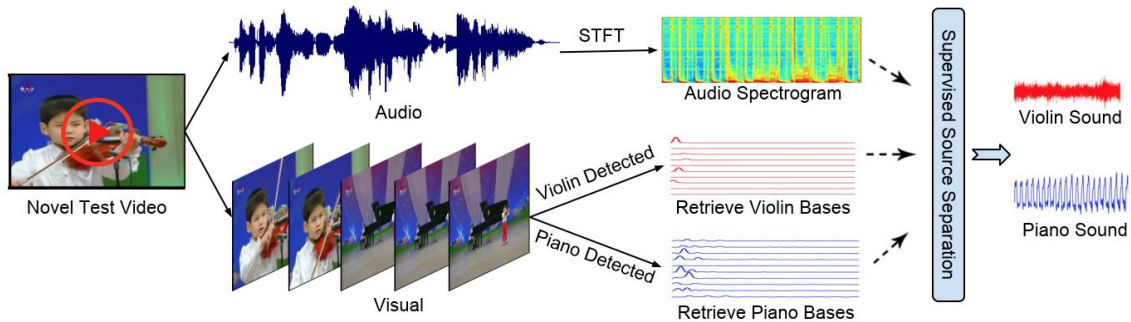 Novel Test Video
Audio
STFT
Audio Spectrogram
Visual
Violin Detected
Piano Detected
Retrieve Violin Bases
Retrieve Piano Bases
Supervised Source Separation
Violin Sound
Piano Sound